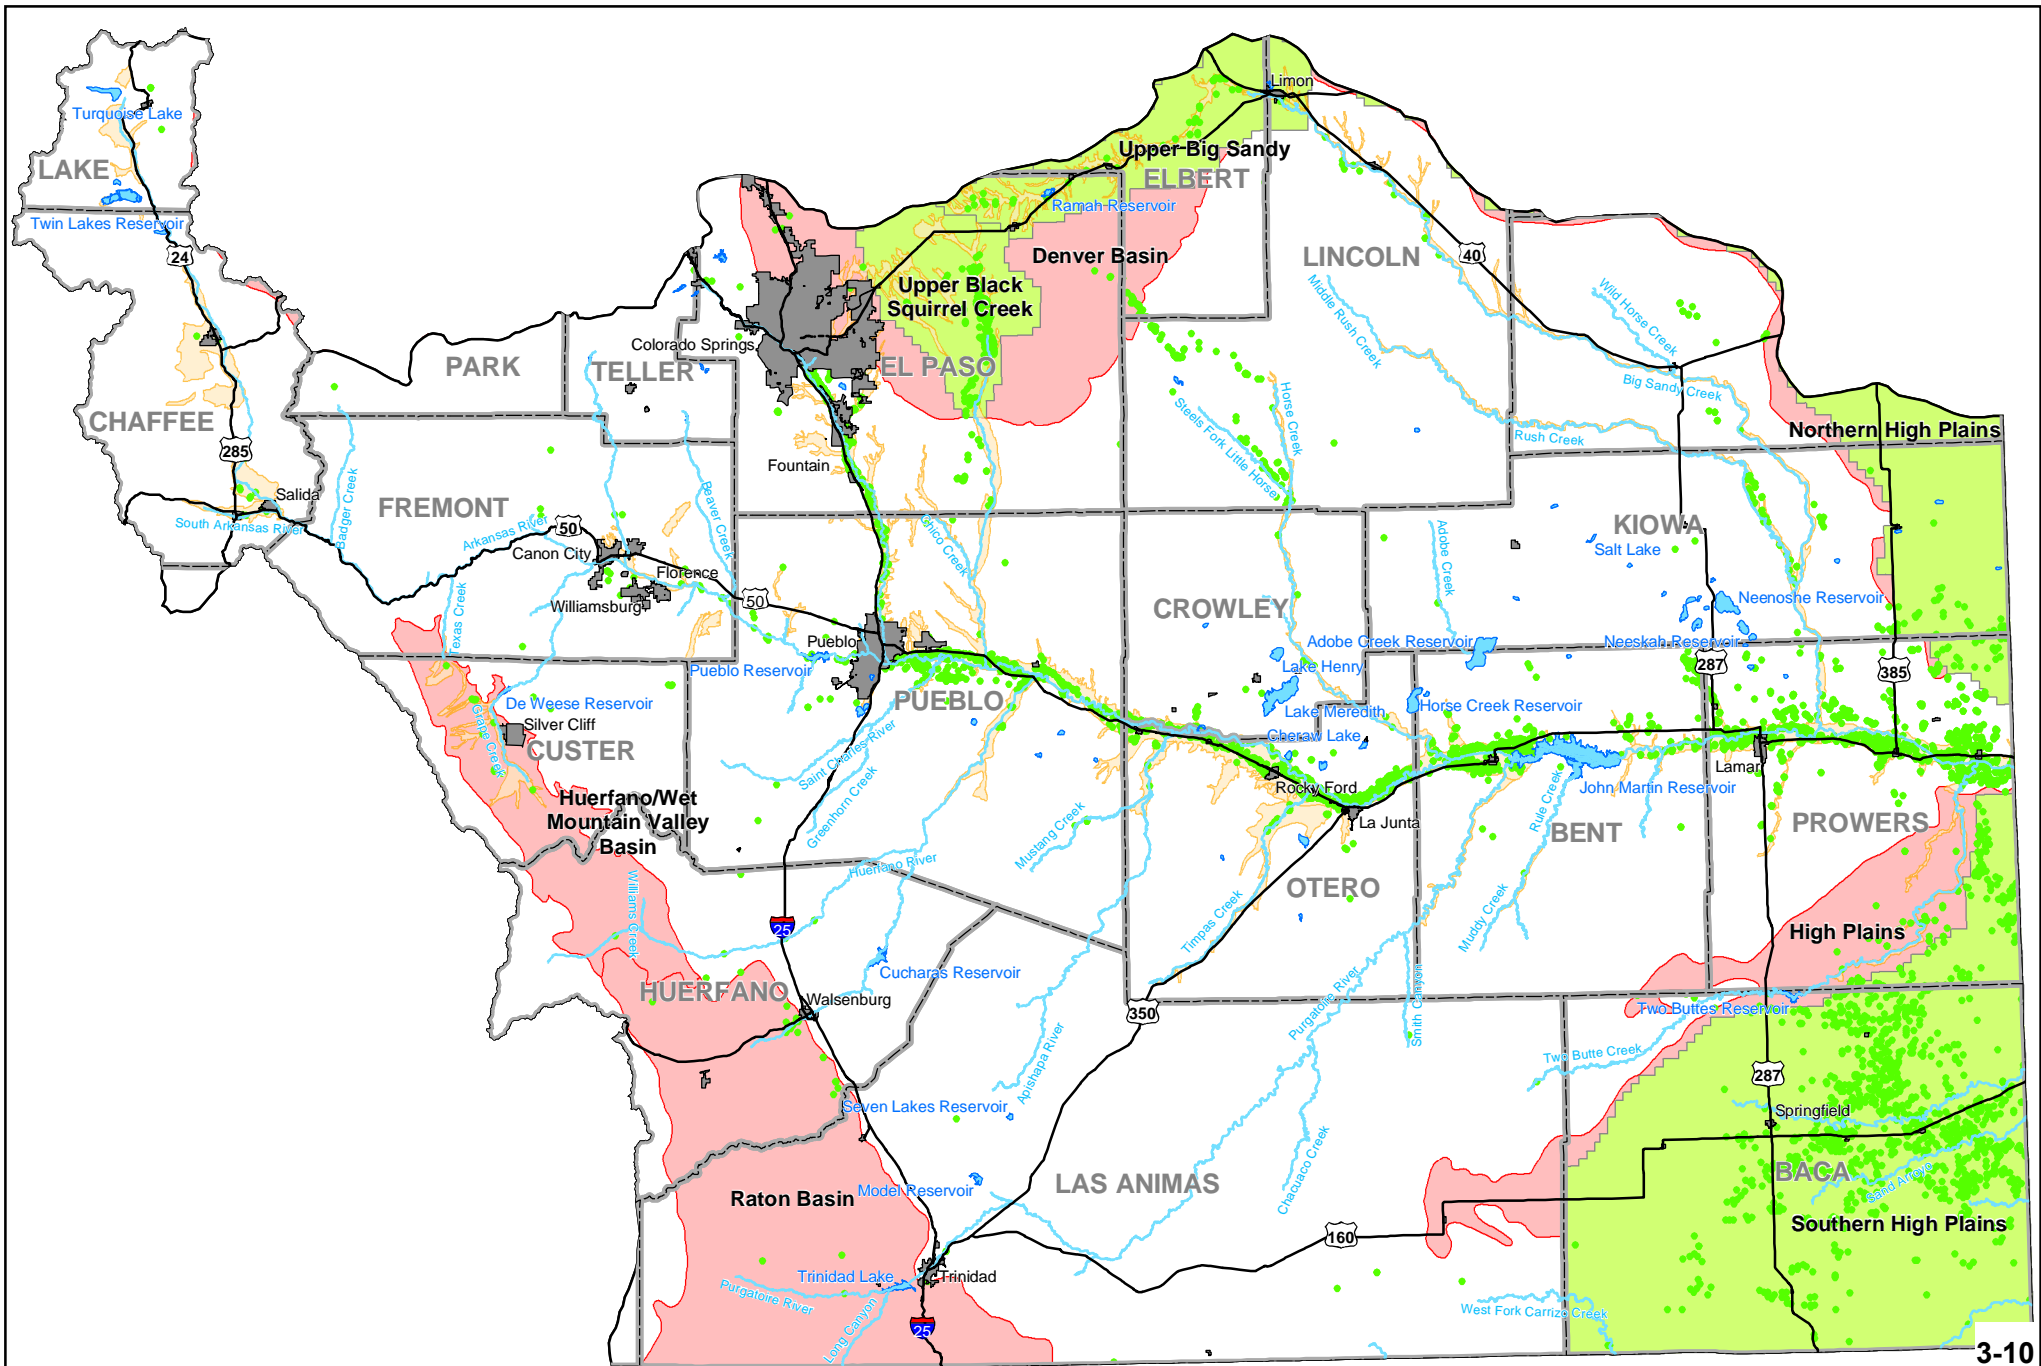 Limon
Turquoise Lake
LAKE
Upper Big Sandy
ELBERT
Ramah Reservoir
Twin Lakes Reservoir
24
Denver Basin
LINCOLN
40
Upper Black
Squirrel Creek
Middle Rush Creek
Wild Horse Creek
Colorado Springs
PARK
TELLER
EL PASO
Big Sandy Creek
CHAFFEE
Steels Fork Little Horse
Horse Creek
Rush Creek
Northern High Plains
285
Fountain
Salida
South Arkansas River
Badger Creek
FREMONT
Arkansas River
50
Beaver Creek
Chico Creek
Adobe Creek
KIOWA
Salt Lake
Canon City
Florence
Williamsburg
50
Texas Creek
CROWLEY
Neenoshe Reservoir
Pueblo
Adobe Creek Reservoir
Neeskah Reservoir
Pueblo Reservoir
Lake Henry
287
385
De Weese Reservoir
PUEBLO
Lake Meredith
Horse Creek Reservoir
Silver Cliff
Grape Creek
CUSTER
Cheraw Lake
Saint Charles River
Greenhorn Creek
Lamar
Rocky Ford
John Martin Reservoir
Rule Creek
Huerfano/Wet
Mountain Valley
Basin
La Junta
BENT
PROWERS
Mustang Creek
Huerfano River
Williams Creek
OTERO
Timpas Creek
Muddy Creek
High Plains
25
Cucharas Reservoir
HUERFANO
Walsenburg
350
Purgatoire River
Smith Canyon
Two Buttes Reservoir
Apishapa River
Two Butte Creek
287
Seven Lakes Reservoir
Springfield
Chacuaco Creek
LAS ANIMAS
BACA
Sand Arroyo
Raton Basin
Model Reservoir
Southern High Plains
160
Trinidad Lake
Trinidad
Purgatoire River
Long Canyon
West Fork Carrizo Creek
25
3-10